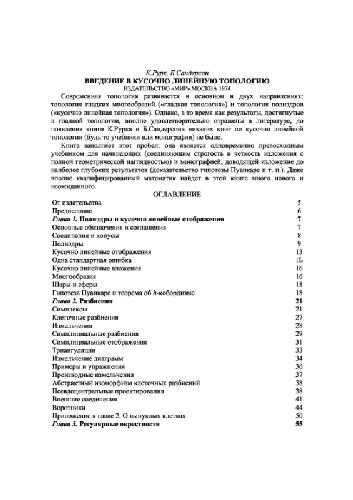 К.Рурк, Б.Сандерсон
ВВЕДЕНИЕ В КУСОЧНО ЛИНЕЙНУЮ ТОПОЛОГИЮ
ИЗДАТЕЛЬСТВО «МИР» МОСКВА 1974
Современная топология развивается в основном в двух направлениях:
топология гладких многообразий («гладкая топология») и топология полиэдров
(«кусочно линейная топология»). Однако, в то время как результаты, достигнутые
в гладкой топологии, вполне удовлетворительно отражены в литературе, до
появления книги К.Рурка и Б.Сандерсона никаких книг по кусочно линейной
топологии (будь то учебники или монографии) не было.
Книга восполняет этот пробел: она является одновременно превосходным
учебником для начинающих (соединяющим строгость и четкость изложения с
полной геометрической наглядностью) и монографией, доводящей изложение до
наиболее глубоких результатов (доказательство гипотезы Пуанкаре и т. п.). Даже
вполне квалифицированный математик найдет в этой книге много нового и
неожиданного.
ОГЛАВЛЕНИЕ
От издательства 5
Предисловие 6
Глава 1. Полиэдры и кусочно линейные отображения 7
Основные обозначения и соглашения 7
Соединения и конусы 8
Полиэдры 9
Кусочно линейные отображения 13
Одна стандартная ошибка 15
Кусочно линейные вложения 16
Многообразия 16
Шары и сферы 18
Гипотеза Пуанкаре и теорема об h-кобордизме 18
Глава 2. Разбиения 21
Симплексы 21
Клеточные разбиения 27
Измельчения 28
Симплициальные разбиения 29
Симплициальные отображения 31
Триангуляции 33
Измельчение диаграмм 34
Примеры и упражнения 36
Производные измельчения 37
Абстрактный изоморфизм клеточных разбиений 38
Псевдоцентральные проектирования 38
Внешние соединения 41
Воротники 44
Приложение к главе 2. О выпуклых клетках 50
Глава 3. Регулярные окрестности 55